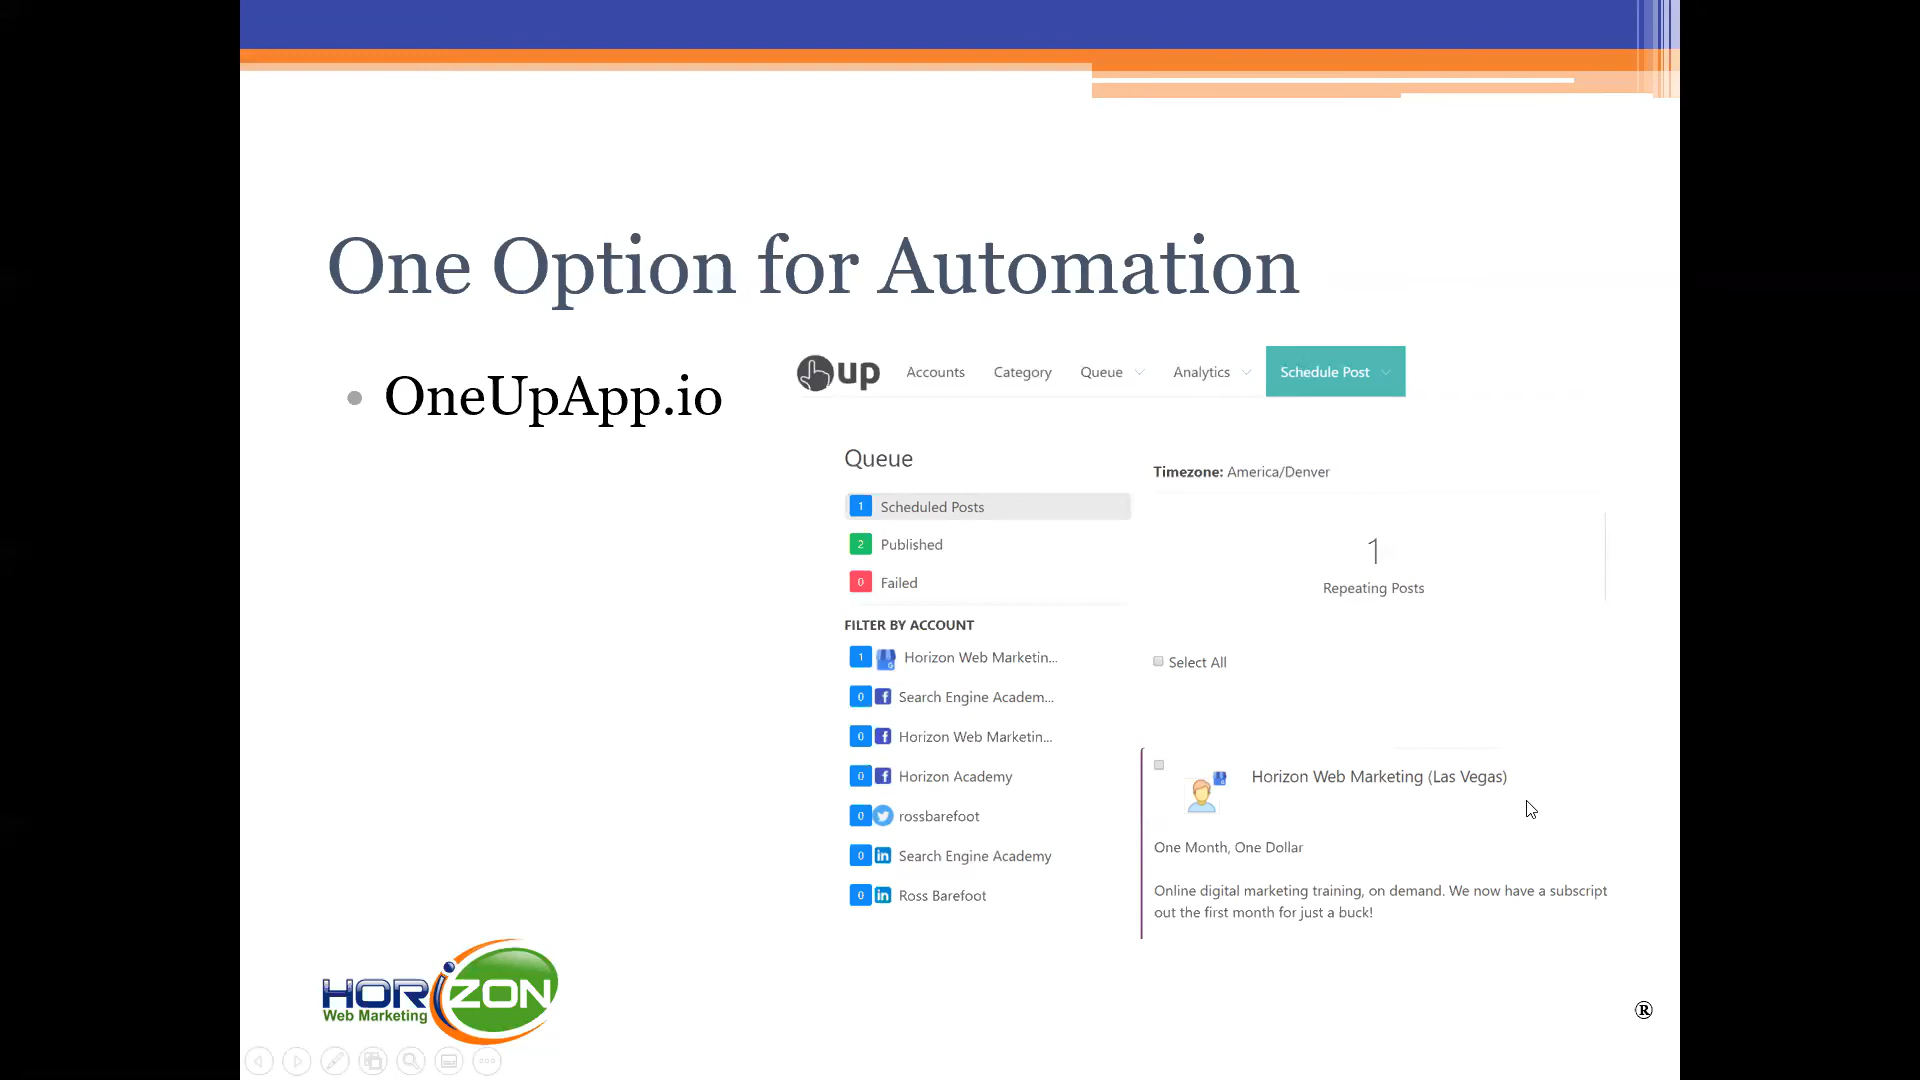 One Option for Automation
• OneUpApp.io
up Accounts Category Queue Analytics Schedule Post
Queue
Timezone: America/Denver
1 Scheduled Posts
2 Published
0 Failed
1
Repeating Posts
FILTER BY ACCOUNT
1 Horizon Web Marketin...
Select All
0 f Search Engine Academ...
0 f Horizon Web Marketin...
0 f Horizon Academy
Horizon Web Marketing (Las Vegas)
0 rossbarefoot
0 in Search Engine Academy
One Month, One Dollar
0 in Ross Barefoot
Online digital marketing training, on demand. We now have a subscript
out the first month for just a buck!
HORiZON
Web Marketing
®